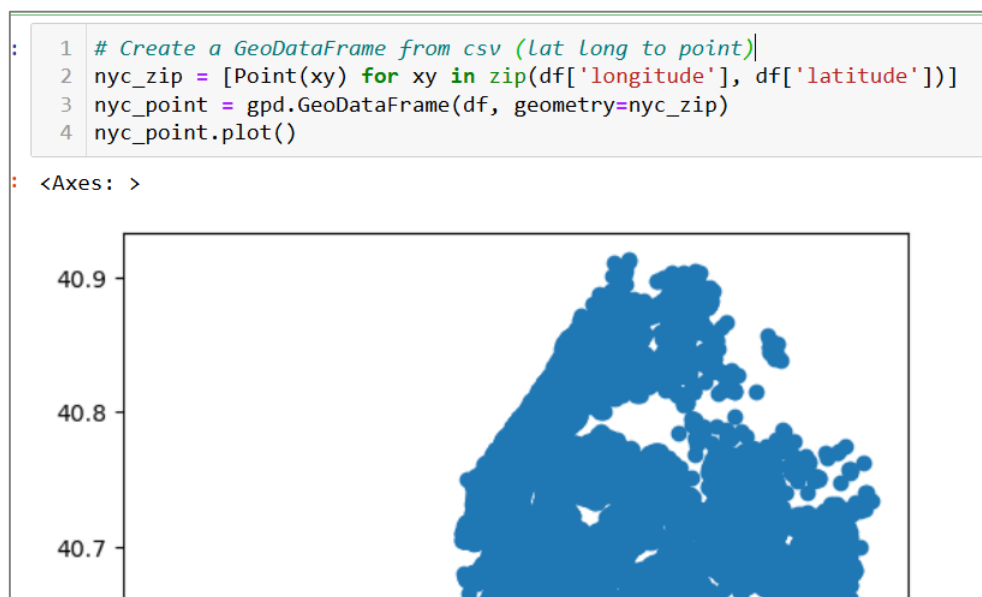 1 # Create a GeoDataFrame from csv (lat long to point)
2 nyc_zip = [Point(xy) for xy in zip(df['longitude'], df['latitude'])]
3 nyc_point = gpd.GeoDataFrame(df, geometry=nyc_zip)
4 nyc_point.plot()
<Axes: >
40.9
40.8
40.7